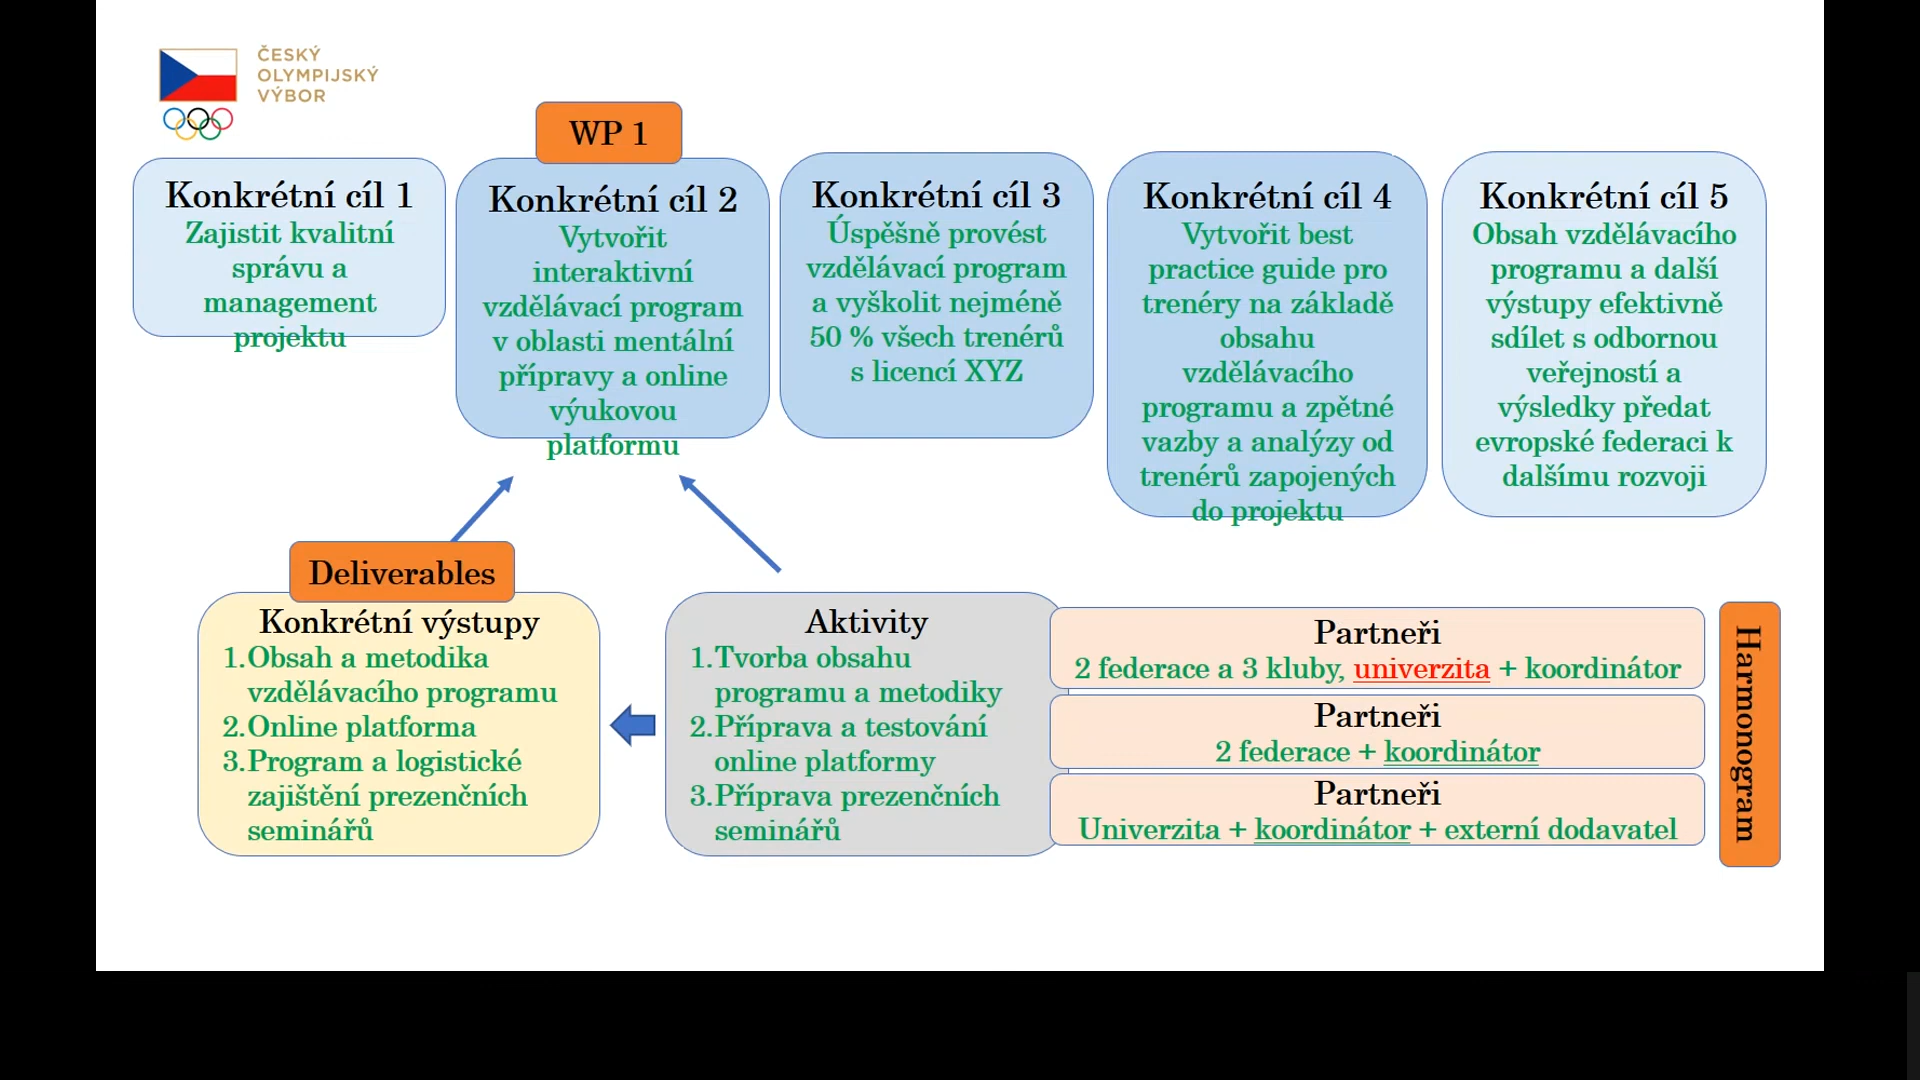 ČESKÝ
OLYMPIJSKÝ
VÝBOR
WP 1
Konkrétní cíl 1
Zajistit kvalitní
správu a
management
projektu
Konkrétní cíl 2
Vytvořit
interaktivní
vzdělávací program
v oblasti mentální
přípravy a online
výukovou
platformu
Konkrétní cíl 3
Úspěšně provést
vzdělávací program
a vyškolit nejméně
50 % všech trenérů
s licencí XYZ
Konkrétní cíl 4
Vytvořit best
practice guide pro
trenéry na základě
obsahu
vzdělávacího
programu a zpětné
vazby a analýzy od
trenérů zapojených
do projektu
Konkrétní cíl 5
Obsah vzdělávacího
programu a další
výstupy efektivně
sdílet s odbornou
veřejností a
výsledky předat
evropské federaci k
dalšímu rozvoji
Deliverables
Konkrétní výstupy
1. Obsah a metodika
vzdělávacího programu
2. Online platforma
3. Program a logistické
zajištění prezenčních
seminářů
Aktivity
1. Tvorba obsahu
programu a metodiky
2. Příprava a testování
online platformy
3. Příprava prezenčních
seminářů
Partneři
2 federace a 3 kluby, univerzita + koordinátor
Partneři
2 federace + koordinátor
Partneři
Univerzita + koordinátor + externí dodavatel
Harmonogram